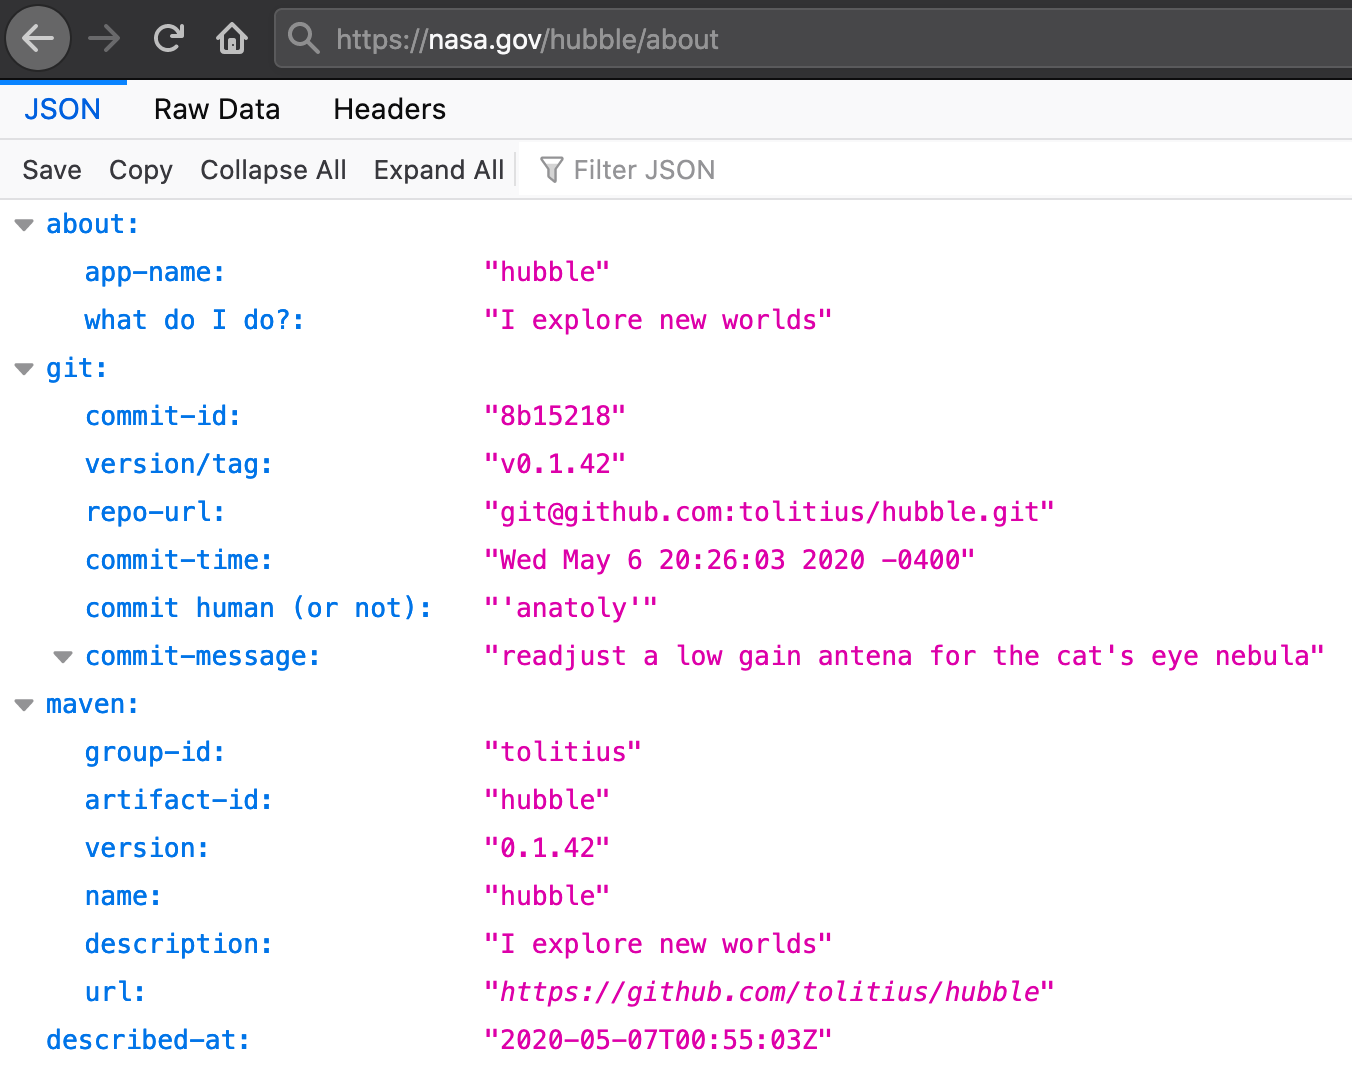 https://nasa.gov/hubble/about
JSON Raw Data Headers
Save Copy Collapse All Expand All Filter JSON
about:
app-name: "hubble"
what do I do?: "I explore new worlds"
git:
commit-id: "8b15218"
version/tag: "v0.1.42"
repo-url: "git@github.com:tolitius/hubble.git"
commit-time: "Wed May 6 20:26:03 2020 -0400"
commit human (or not): "'anatoly'"
commit-message: "readjust a low gain antena for the cat's eye nebula"
maven:
group-id: "tolitius"
artifact-id: "hubble"
version: "0.1.42"
name: "hubble"
description: "I explore new worlds"
url: "https://github.com/tolitius/hubble"
described-at: "2020-05-07T00:55:03Z"